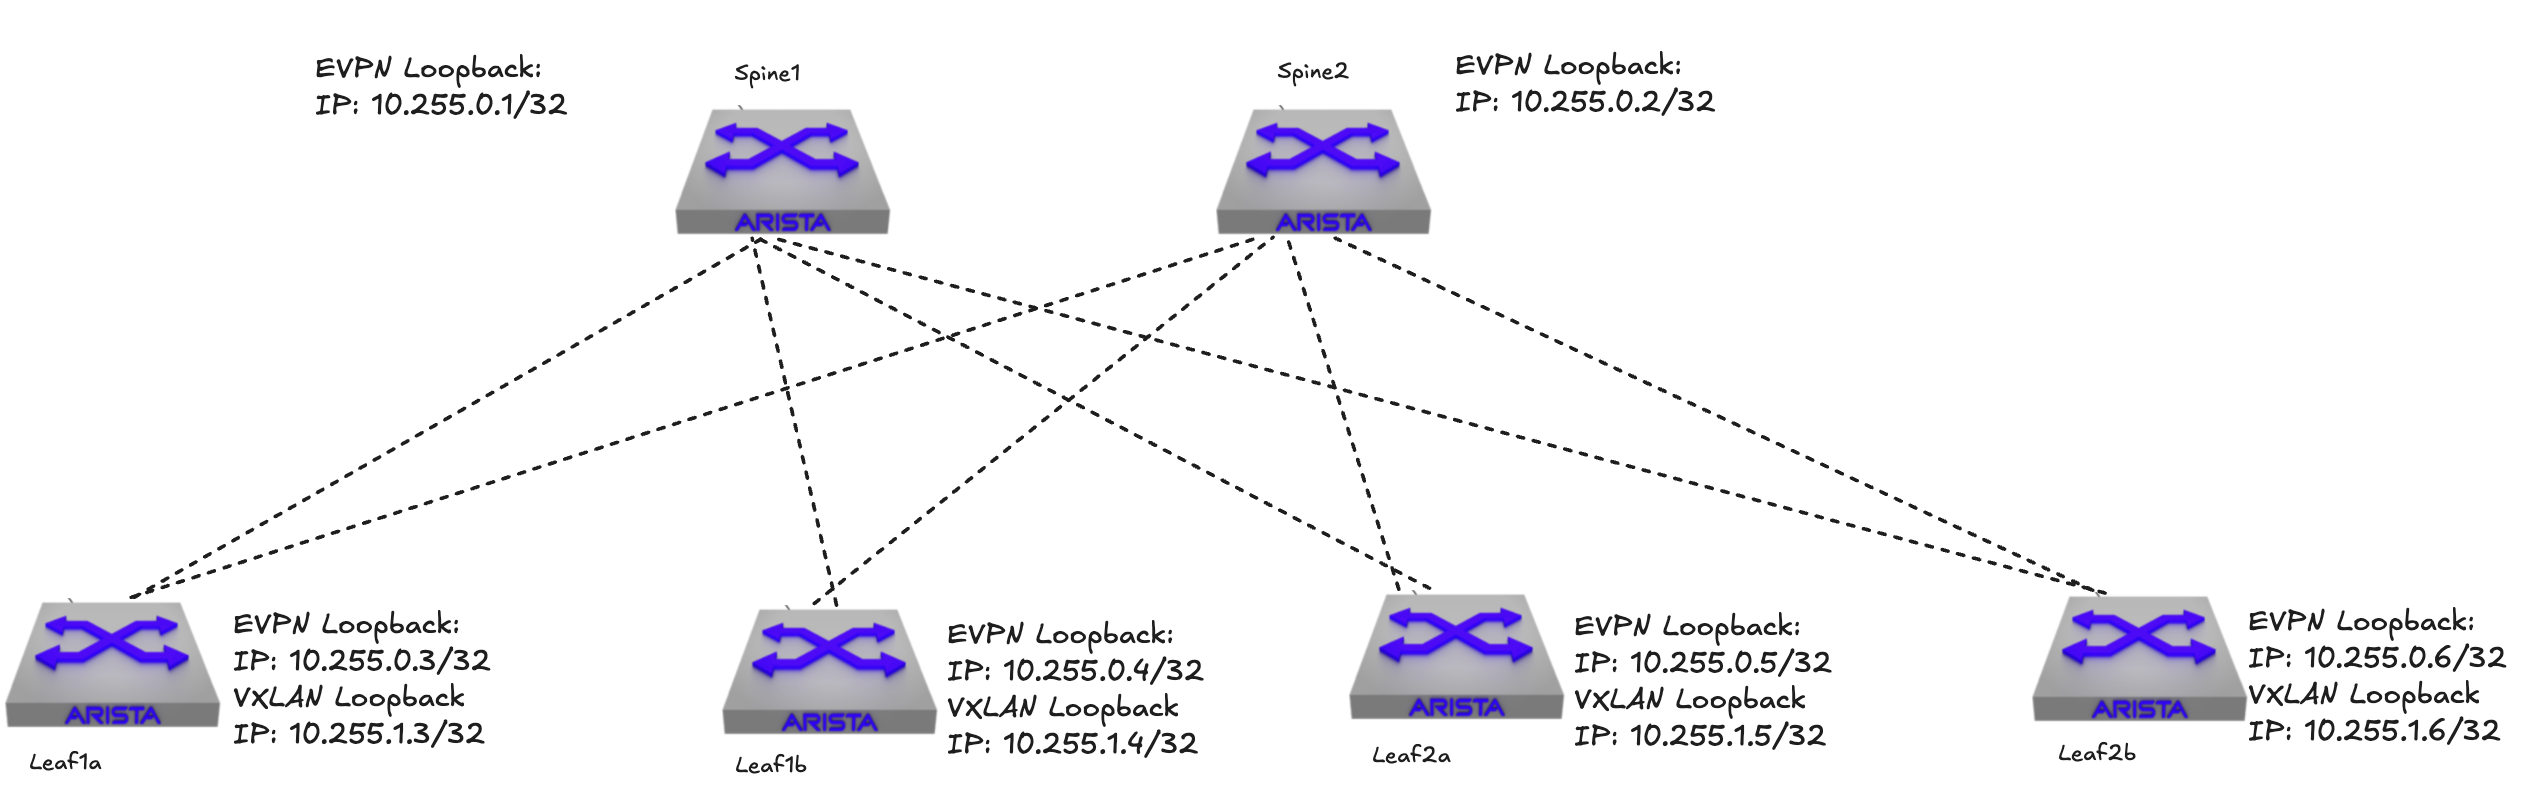 EVPN Loopback:
IP: 10.255.0.1/32
Spine1
Spine2
EVPN Loopback:
IP: 10.255.0.2/32
ARISTA
ARISTA
ARISTA
Leaf1a
EVPN Loopback:
IP: 10.255.0.3/32
VXLAN Loopback
IP: 10.255.1.3/32
ARISTA
Leaf1b
EVPN Loopback:
IP: 10.255.0.4/32
VXLAN Loopback
IP: 10.255.1.4/32
ARISTA
Leaf2a
EVPN Loopback:
IP: 10.255.0.5/32
VXLAN Loopback
IP: 10.255.1.5/32
ARISTA
Leaf2b
EVPN Loopback:
IP: 10.255.0.6/32
VXLAN Loopback
IP: 10.255.1.6/32